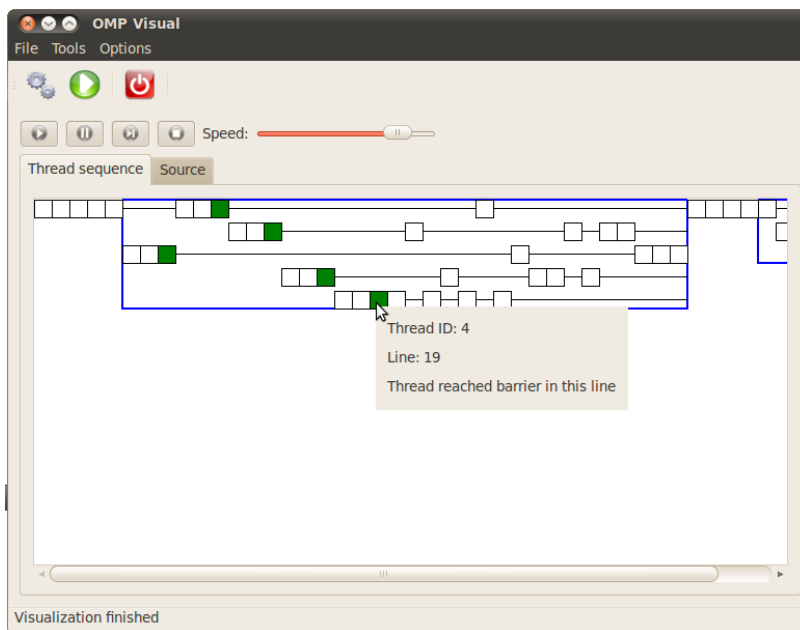 OMP Visual
File Tools Options
Speed:
Thread sequence Source
Thread ID: 4
Line: 19
Thread reached barrier in this line
Visualization finished